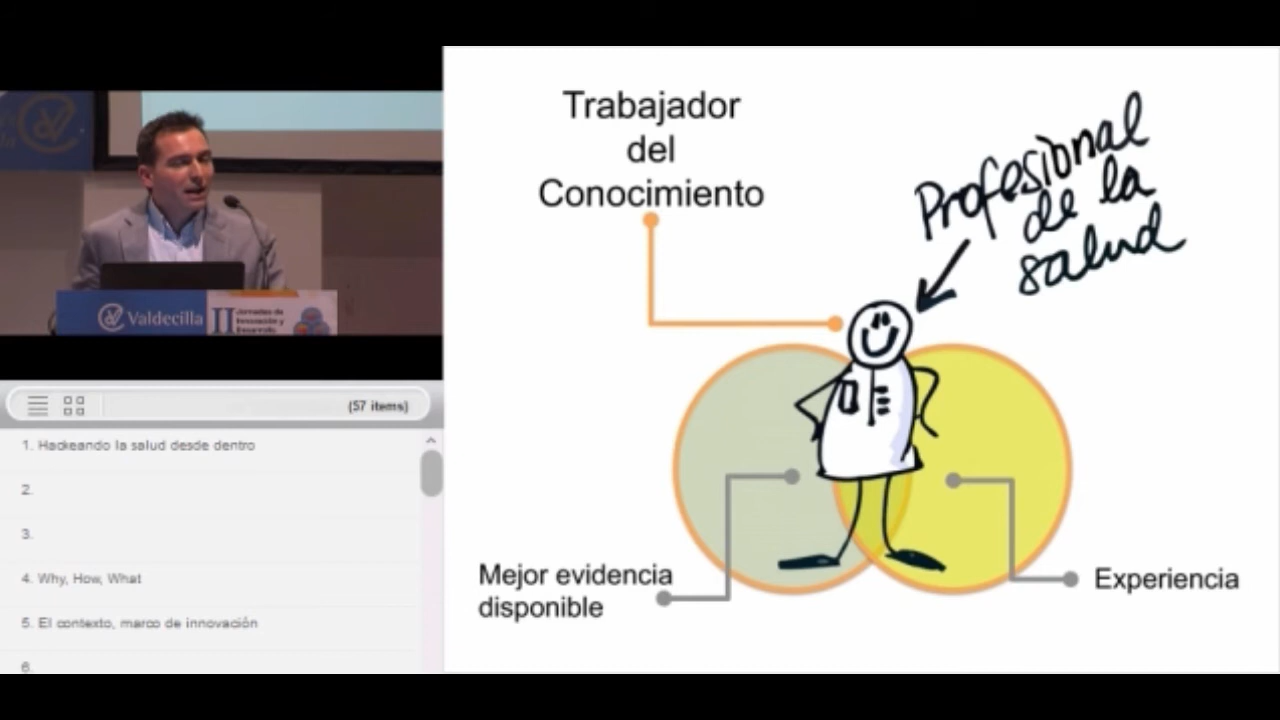 Valdecilla
II
Jornadas de
Innovación y
Desarrollo
(57 items)
1. Hackeando la salud desde dentro
2.
3.
4. Why, How, What
5. El contexto, marco de innovación
6.
Trabajador
del
Conocimiento
Profesional
de la
salud
Mejor evidencia
disponible
Experiencia